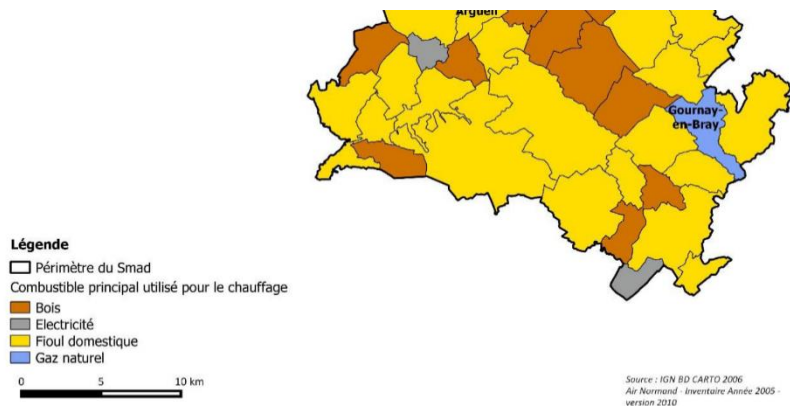 Argueil
Gournay-
en-Bray
Légende
Périmètre du Smad
Combustible principal utilisé pour le chauffage
Bois
Electricité
Fioul domestique
Gaz naturel
0 5 10 km
Source : IGN BD CARTO 2006
Air Normand - Inventaire Année 2005 -
version 2010